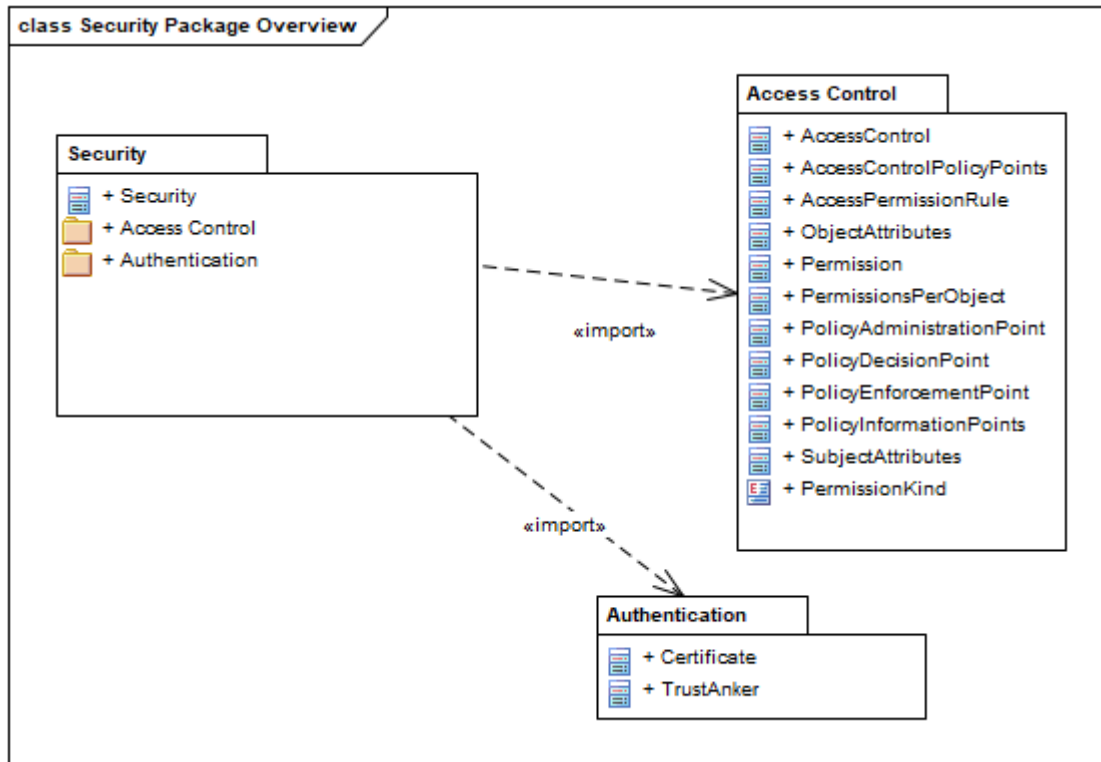 class Security Package Overview
Security
+ Security
+ Access Control
+ Authentication
«import»
Access Control
+ AccessControl
+ AccessControlPolicyPoints
+ AccessPermissionRule
+ ObjectAttributes
+ Permission
+ PermissionsPerObject
+ PolicyAdministrationPoint
+ PolicyDecisionPoint
+ PolicyEnforcementPoint
+ PolicyInformationPoints
+ SubjectAttributes
E
+ PermissionKind
«import»
Authentication
+ Certificate
+ TrustAnker